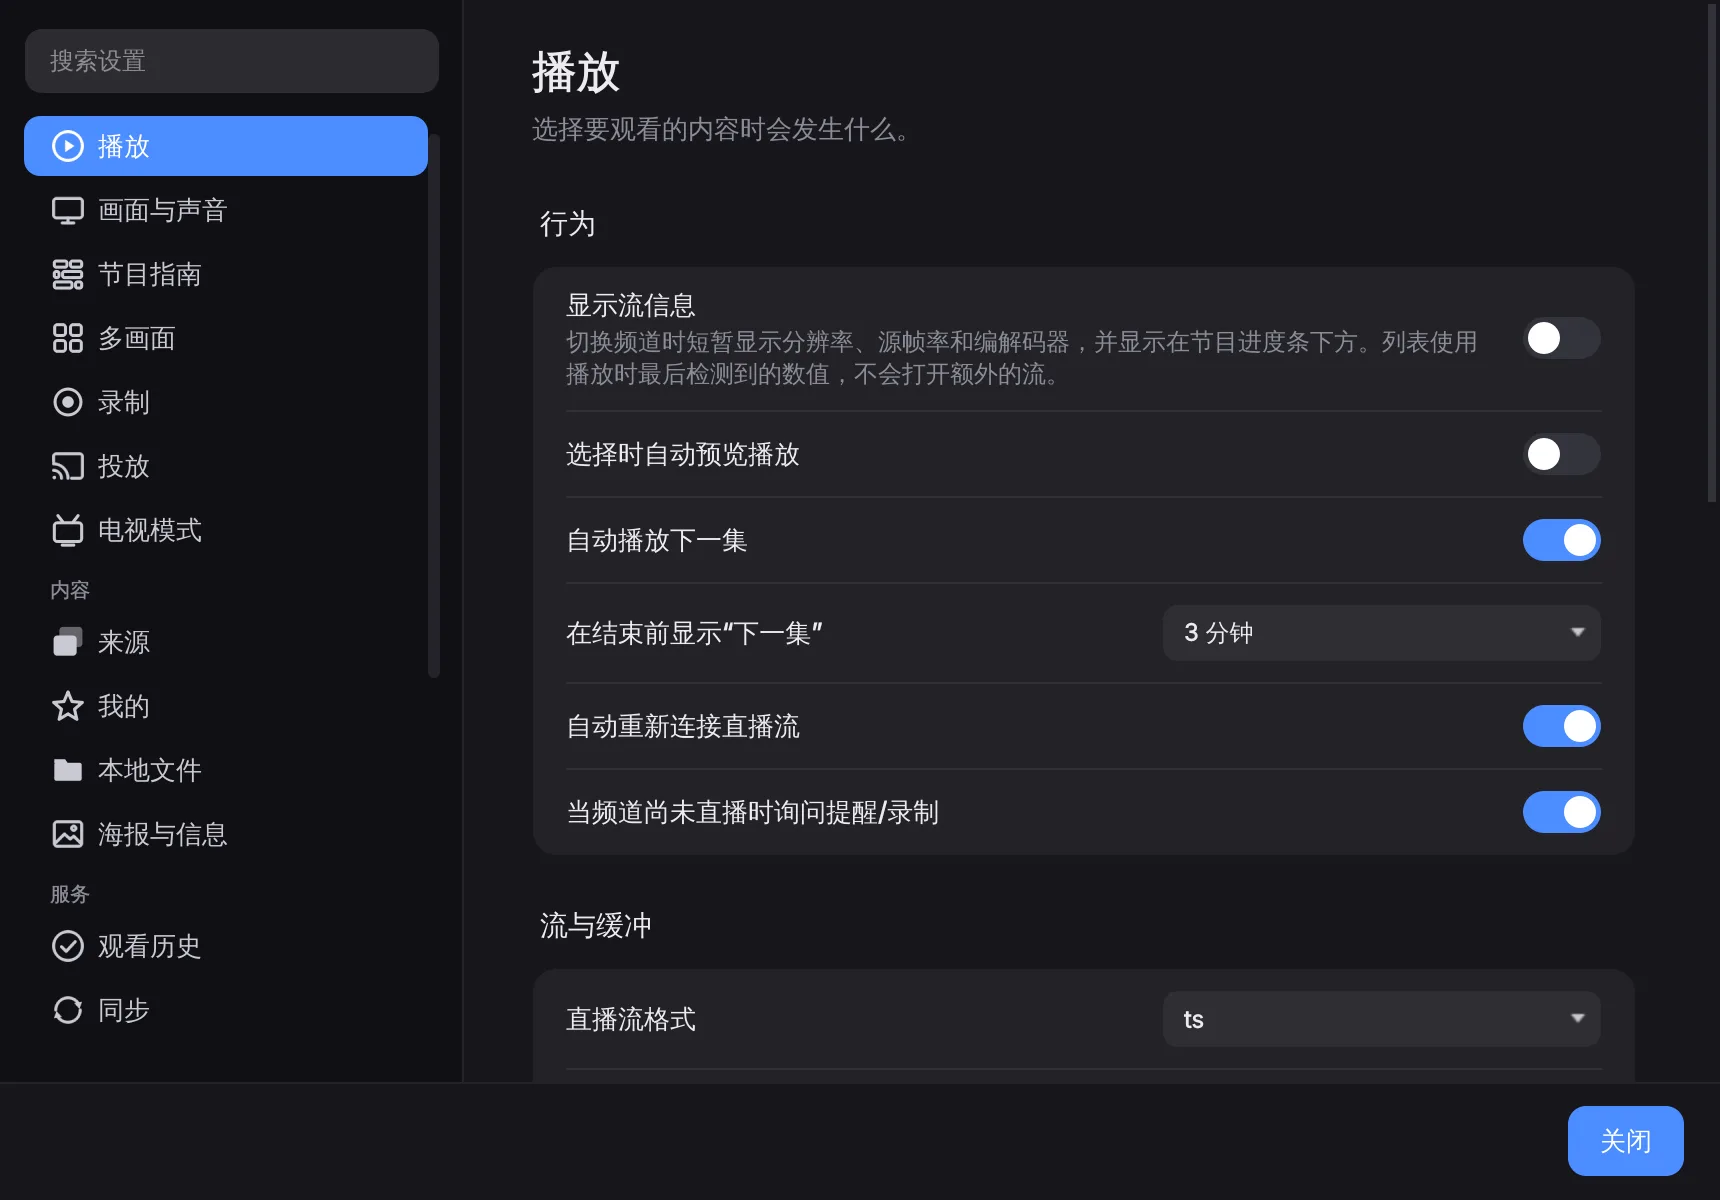 搜索设置
播放
画面与声音
节目指南
多画面
录制
投放
电视模式
内容
来源
我的
本地文件
海报与信息
服务
观看历史
同步
播放
选择要观看的内容时会发生什么。
行为
显示流信息
切换频道时短暂显示分辨率、源帧率和编解码器，并显示在节目进度条下方。列表使用
播放时最后检测到的数值，不会打开额外的流。
选择时自动预览播放
自动播放下一集
在结束前显示“下一集”
3 分钟
自动重新连接直播流
当频道尚未直播时询问提醒/录制
流与缓冲
直播流格式
ts
关闭